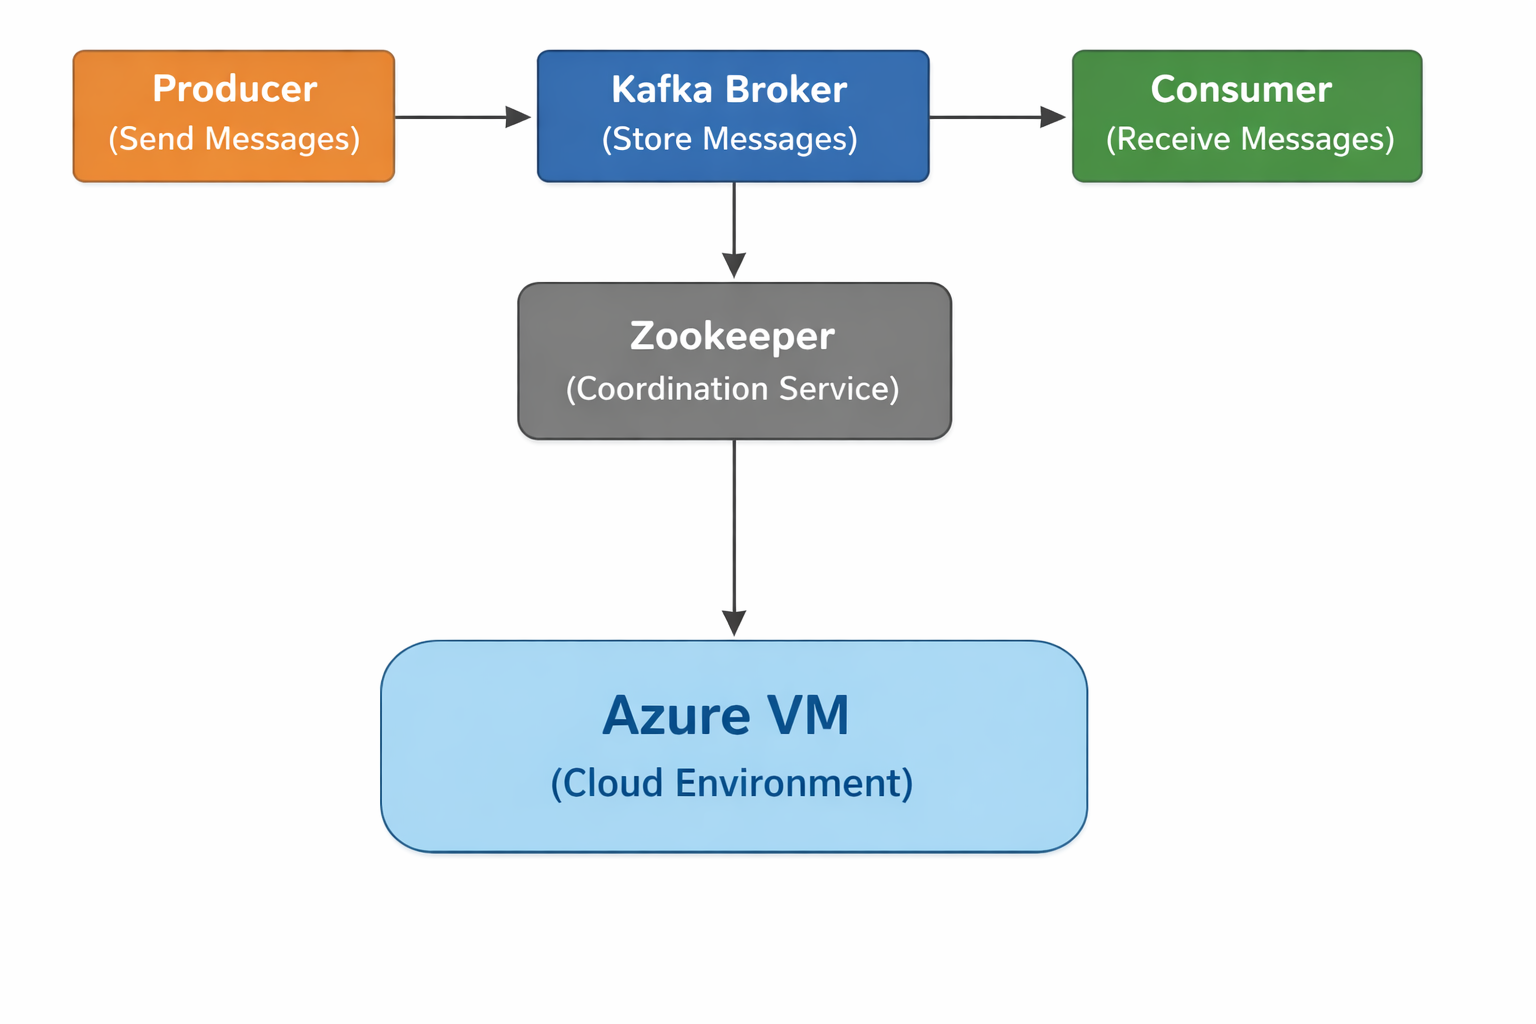 Producer
(Send Messages)
Kafka Broker
(Store Messages)
Consumer
(Receive Messages)
Zookeeper
(Coordination Service)
Azure VM
(Cloud Environment)